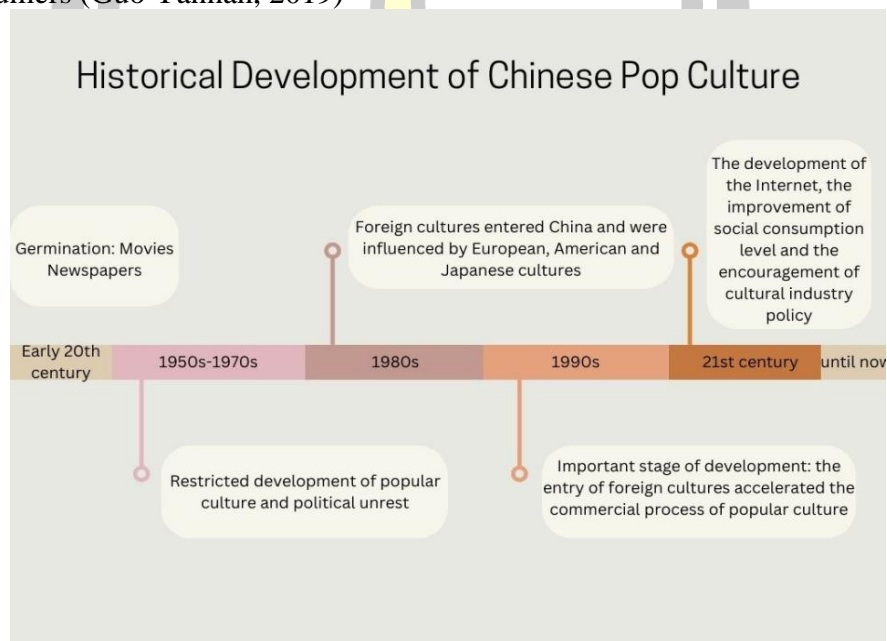 (Guo Yannan, 2019)
Historical Development of Chinese Pop Culture
Germination: Movies
Newspapers
Foreign cultures entered China and were
influenced by European, American and
Japanese cultures
The development of
the Internet, the
improvement of
social consumption
level and the
encouragement of
cultural industry
policy
Early 20th
century
1950s-1970s
1980s
1990s
21st century
until now
Restricted development of popular
culture and political unrest
Important stage of development: the
entry of foreign cultures accelerated the
commercial process of popular culture